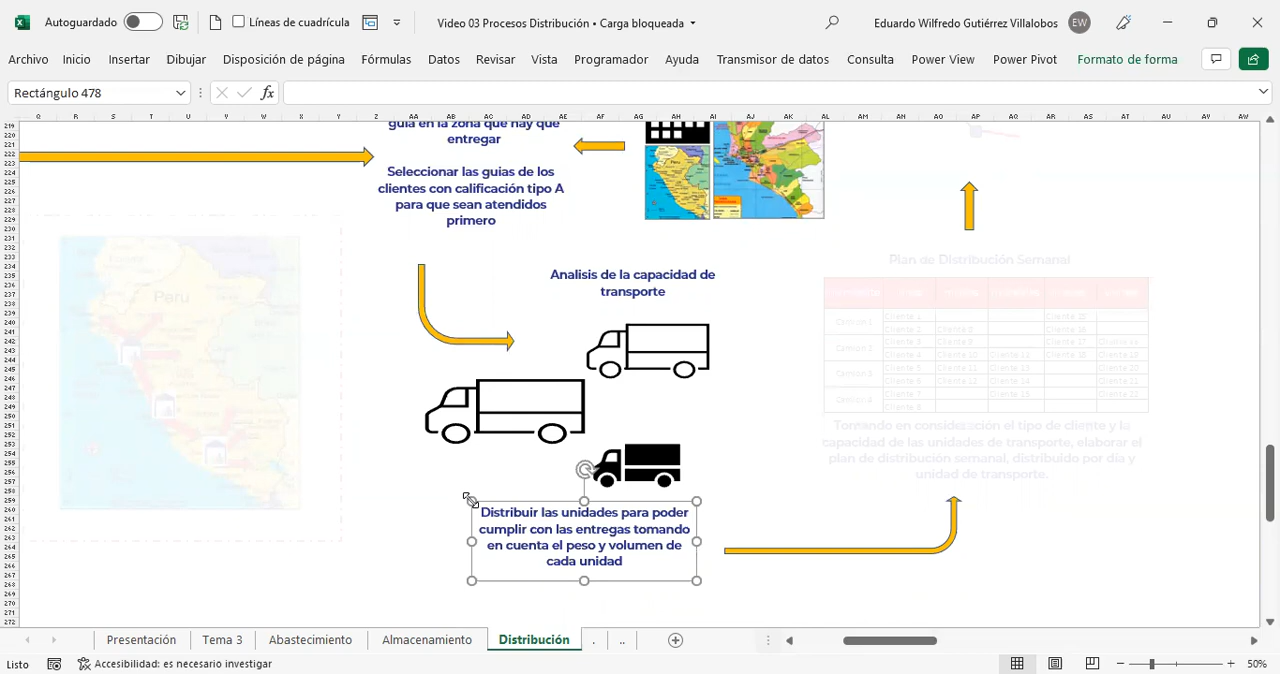 Autoguardado
Líneas de cuadrícula
Video 03 Procesos Distribución • Carga bloqueada
Eduardo Wilfredo Gutiérrez Villalobos
EW
Archivo Inicio Insertar Dibujar Disposición de página Fórmulas Datos Revisar Vista Programador Ayuda Transmisor de datos Consulta Power View Power Pivot Formato de forma
Rectángulo 478
fx
guia en la zona que hay que
entregar
Seleccionar las guias de los
clientes con calificación tipo A
para que sean atendidos
primero
Analisis de la capacidad de
transporte
Distribuir las unidades para poder
cumplir con las entregas tomando
en cuenta el peso y volumen de
cada unidad
Peru
Plan de Distribución Semanal
Tomando en consideración el tipo de cliente y la
capacidad de las unidades de transporte, elaborar el
plan de distribución semanal, distribuido por día y
unidad de transporte.
Presentación Tema 3 Abastecimiento Almacenamiento Distribución . ..
Listo
Accesibilidad: es necesario investigar
50%